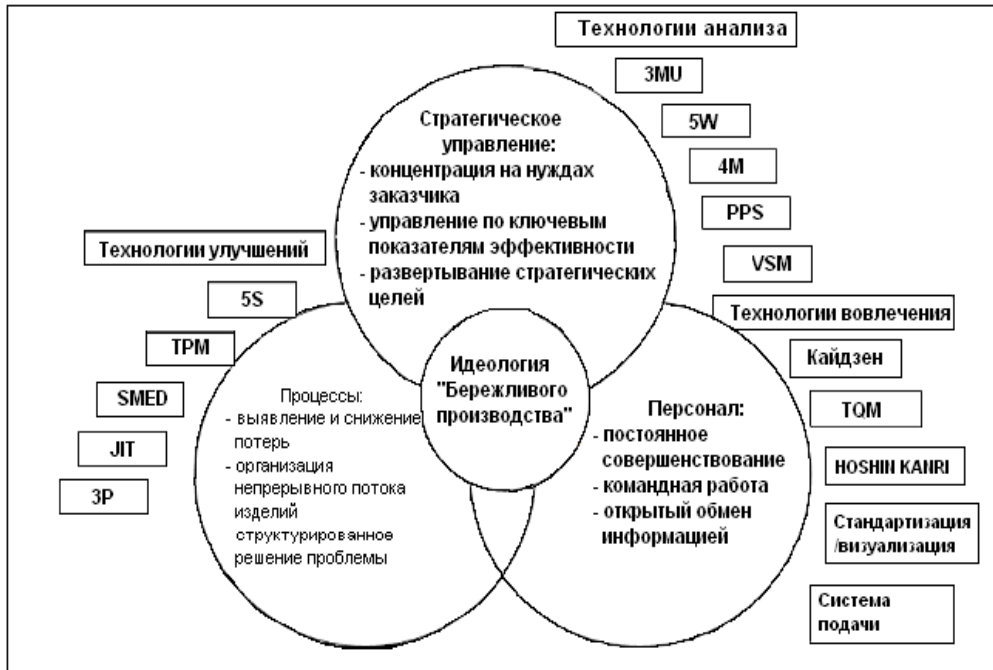 Технологии анализа
3MU
5W
4M
PPS
VSM
Стратегическое
управление:
- концентрация на нуждах
заказчика
- управление по ключевым
показателям эффективности
- развертывание стратегических
целей
Технологии улучшений
5S
TPM
SMED
JIT
3P
Процессы:
- выявление и снижение
потерь
- организация
непрерывного потока
изделий
структурированное
решение проблемы
Идеология
"Бережливого
производства"
Технологии вовлечения
Кайдзен
TQM
HOSHIN KANRI
Стандартизация
/визуализация
Система
подачи
Персонал:
- постоянное
совершенствование
- командная работа
- открытый обмен
информацией